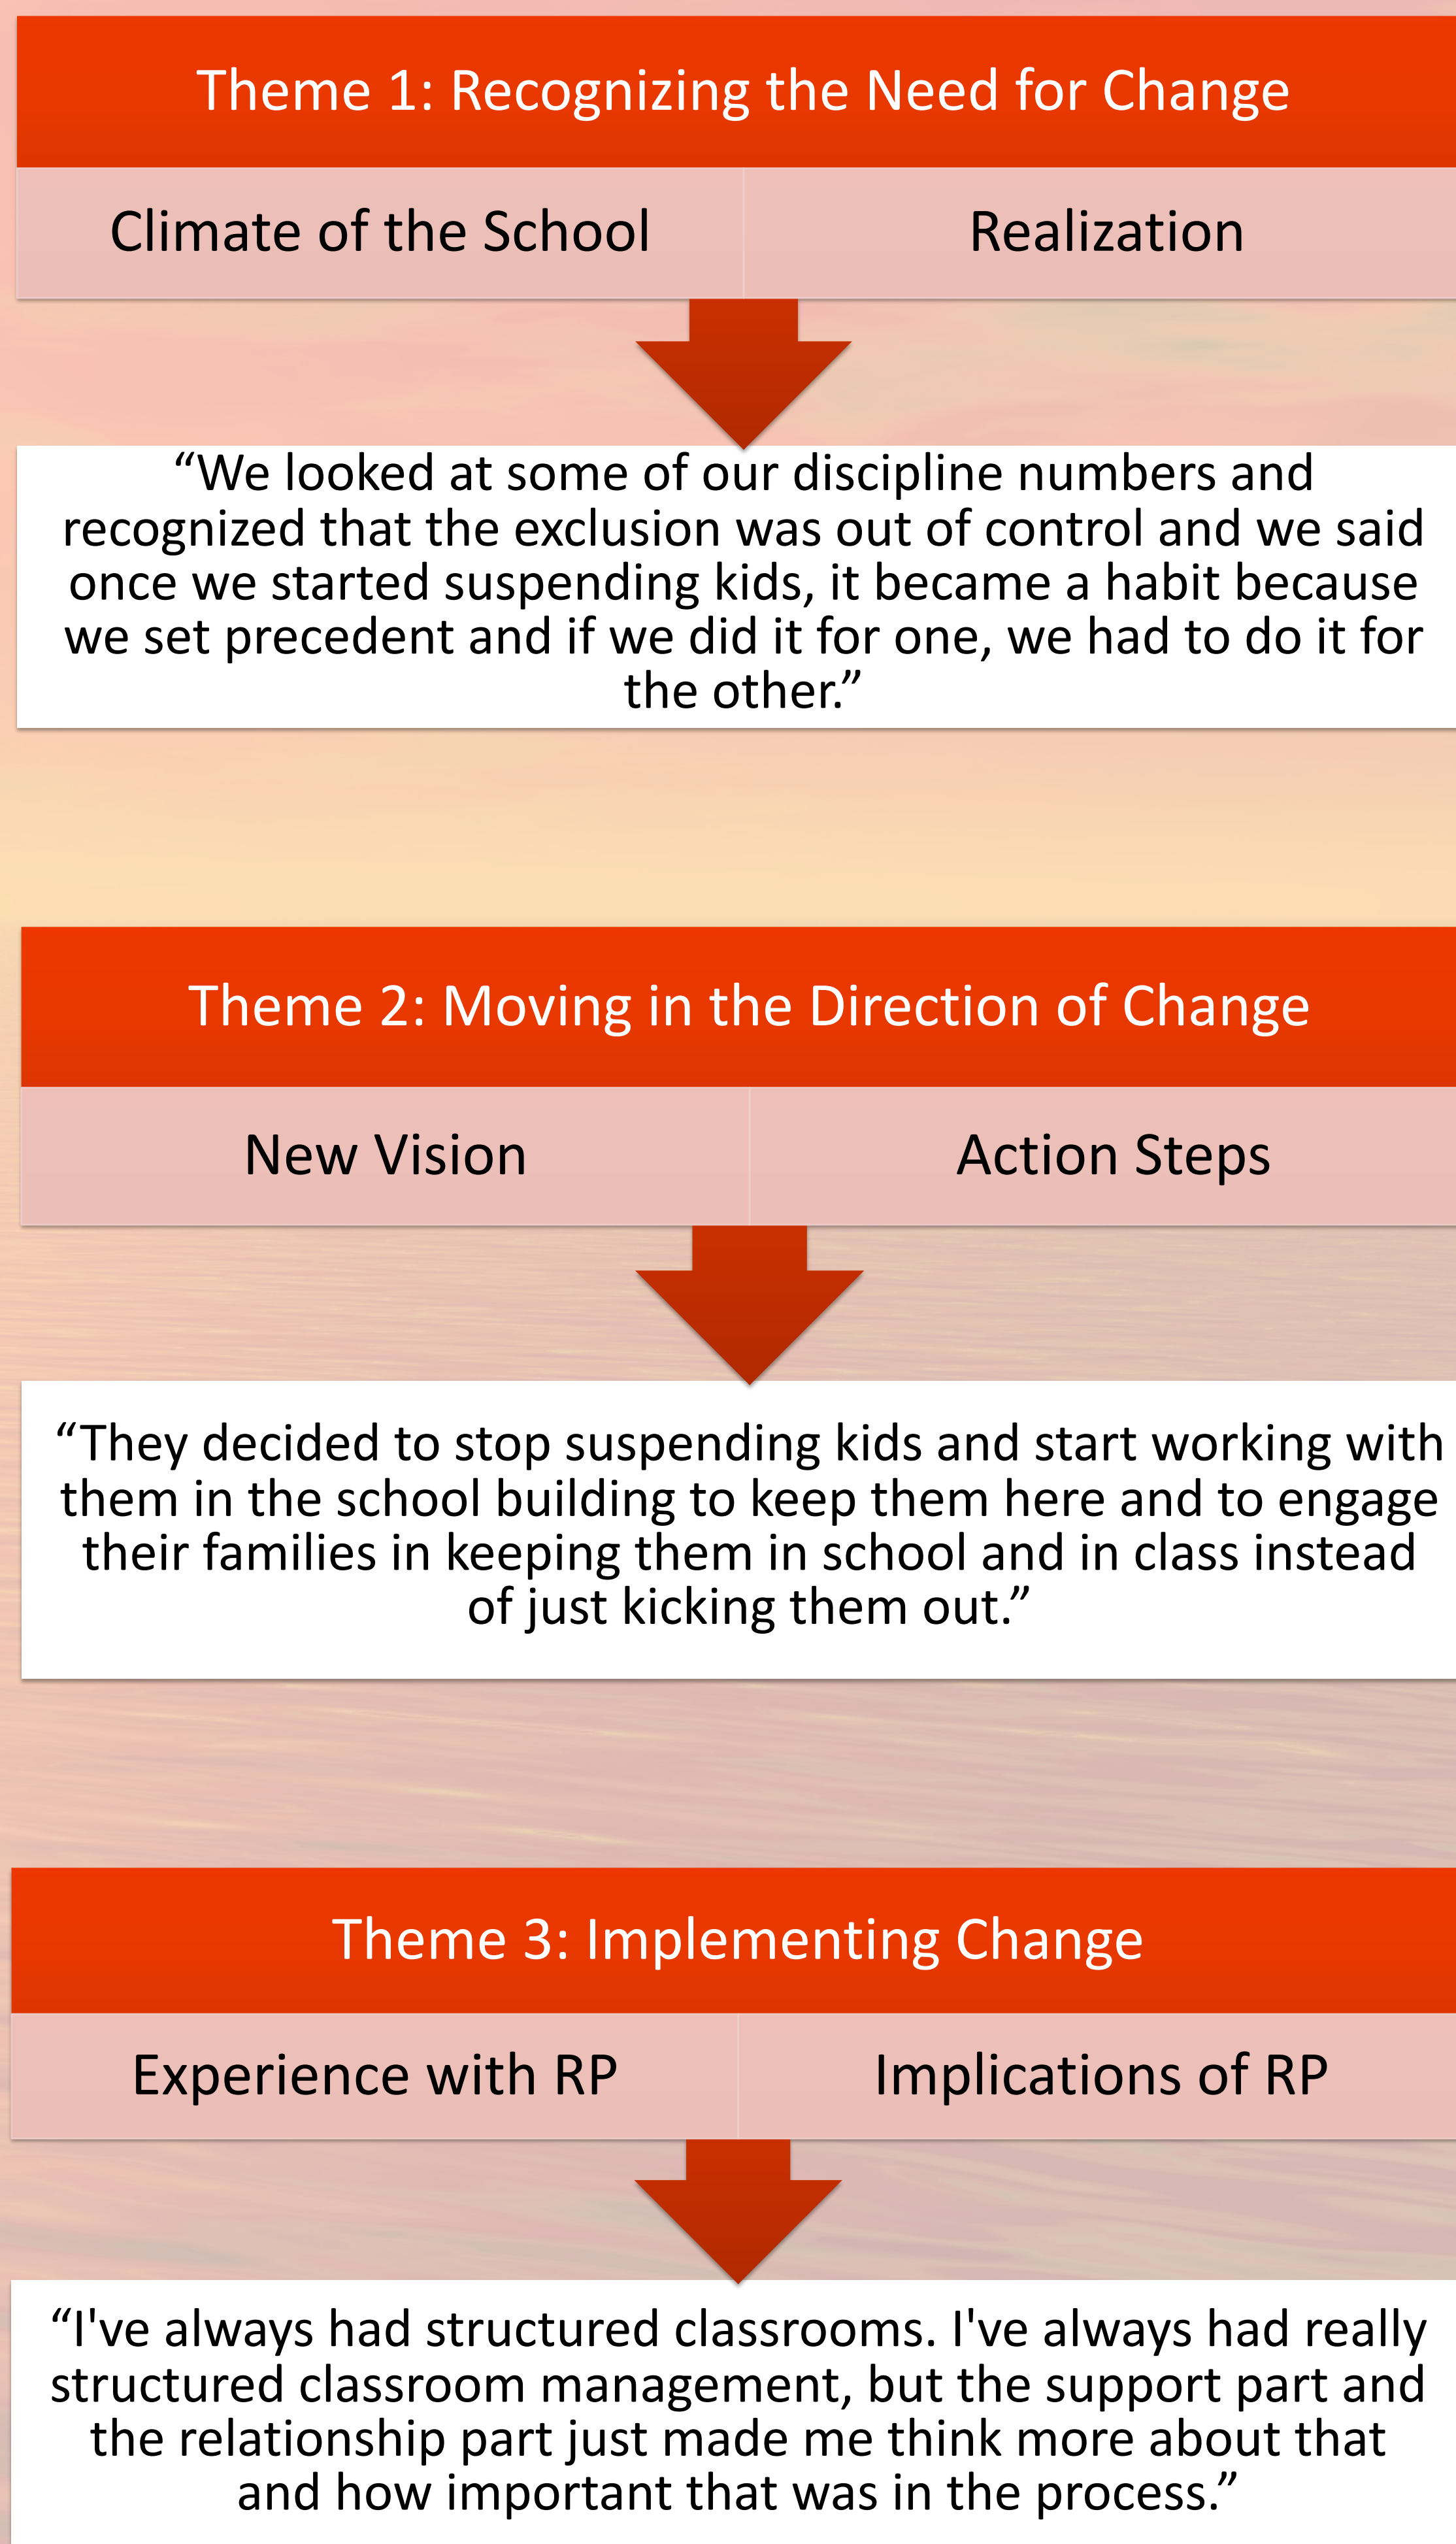 Theme 1: Recognizing the Need for Change
Climate of the School
Realization
“We looked at some of our discipline numbers and
recognized that the exclusion was out of control and we said
once we started suspending kids, it became a habit because
we set precedent and if we did it for one, we had to do it for
the other.”
Theme 2: Moving in the Direction of Change
New Vision
Action Steps
“They decided to stop suspending kids and start working with
them in the school building to keep them here and to engage
their families in keeping them in school and in class instead
of just kicking them out.”
Theme 3: Implementing Change
Experience with RP
Implications of RP
“I've always had structured classrooms. I've always had really
structured classroom management, but the support part and
the relationship part just made me think more about that
and how important that was in the process.”